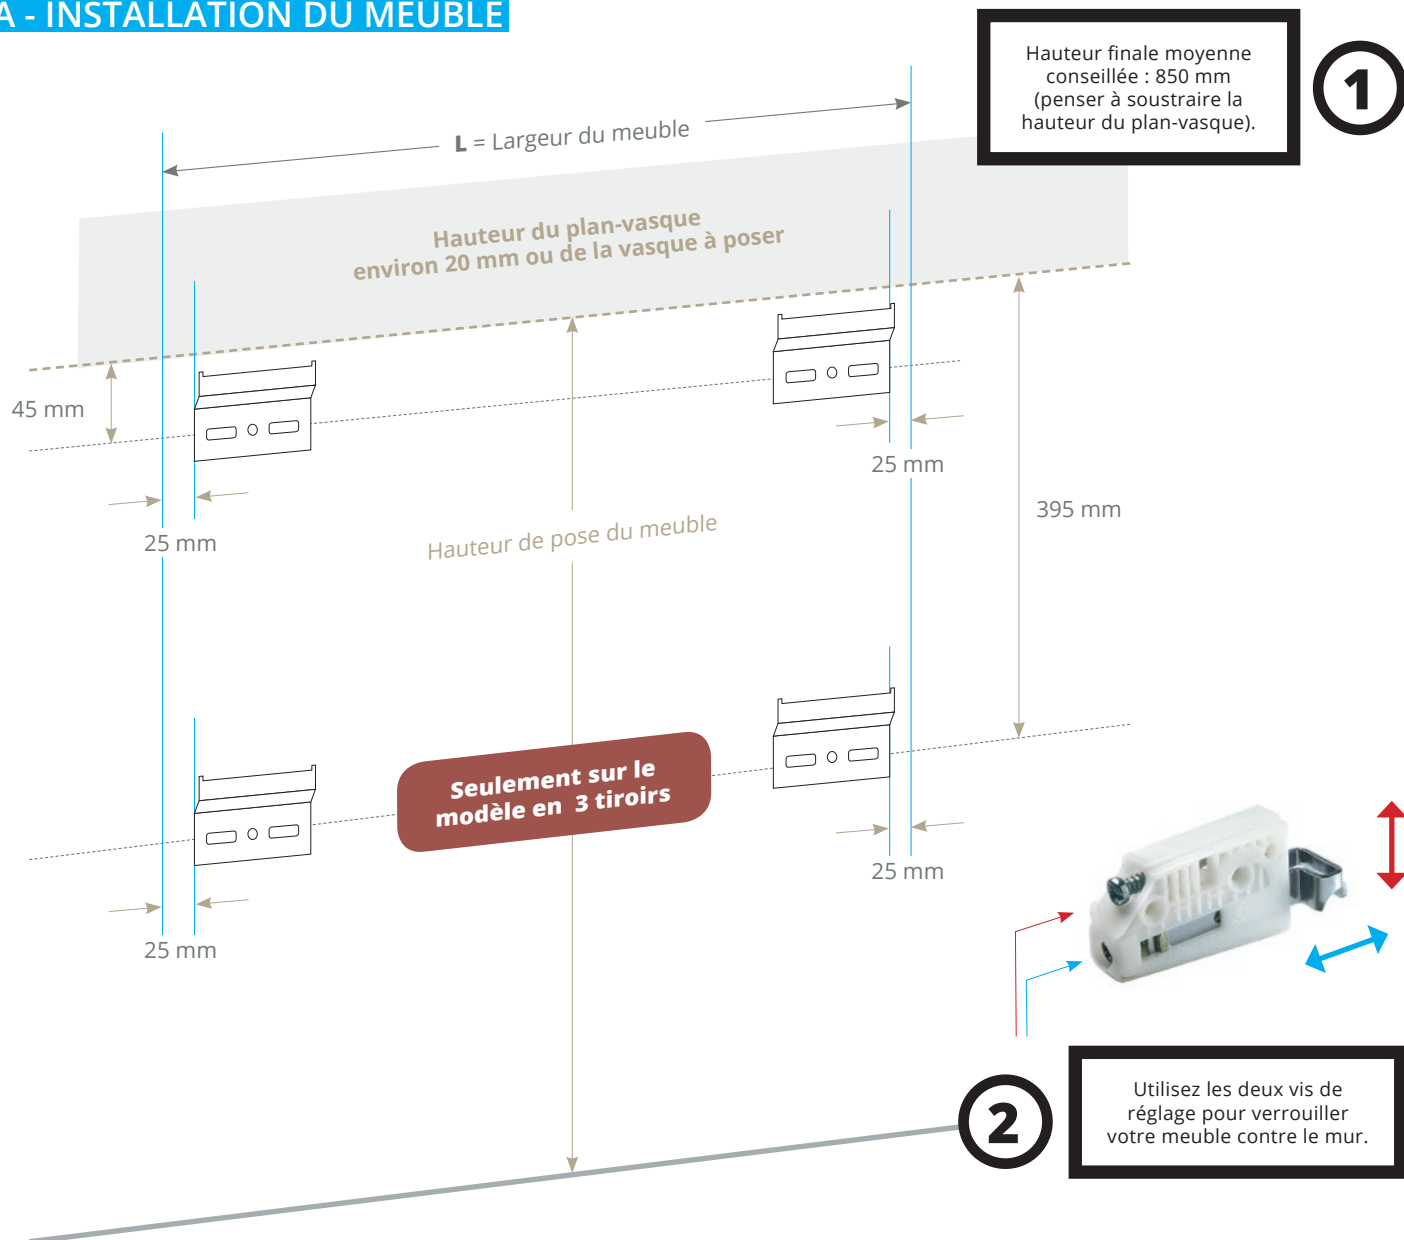 A - INSTALLATION DU MEUBLE
Hauteur finale moyenne
conseillée : 850 mm
(penser à soustraire la
hauteur du plan-vasque).
1
L = Largeur du meuble
Hauteur du plan-vasque
environ 20 mm ou de la vasque à poser
45 mm
25 mm
25 mm
395 mm
Hauteur de pose du meuble
Seulement sur le
modèle en 3 tiroirs
25 mm
25 mm
2
Utilisez les deux vis de
réglage pour verrouiller
votre meuble contre le mur.